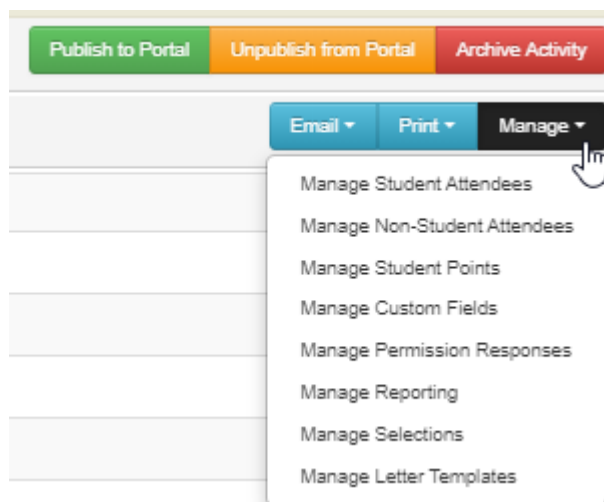 Publish to Portal Unpublish from Portal Archive Activity
Email Print Manage
Manage Student Attendees
Manage Non-Student Attendees
Manage Student Points
Manage Custom Fields
Manage Permission Responses
Manage Reporting
Manage Selections
Manage Letter Templates